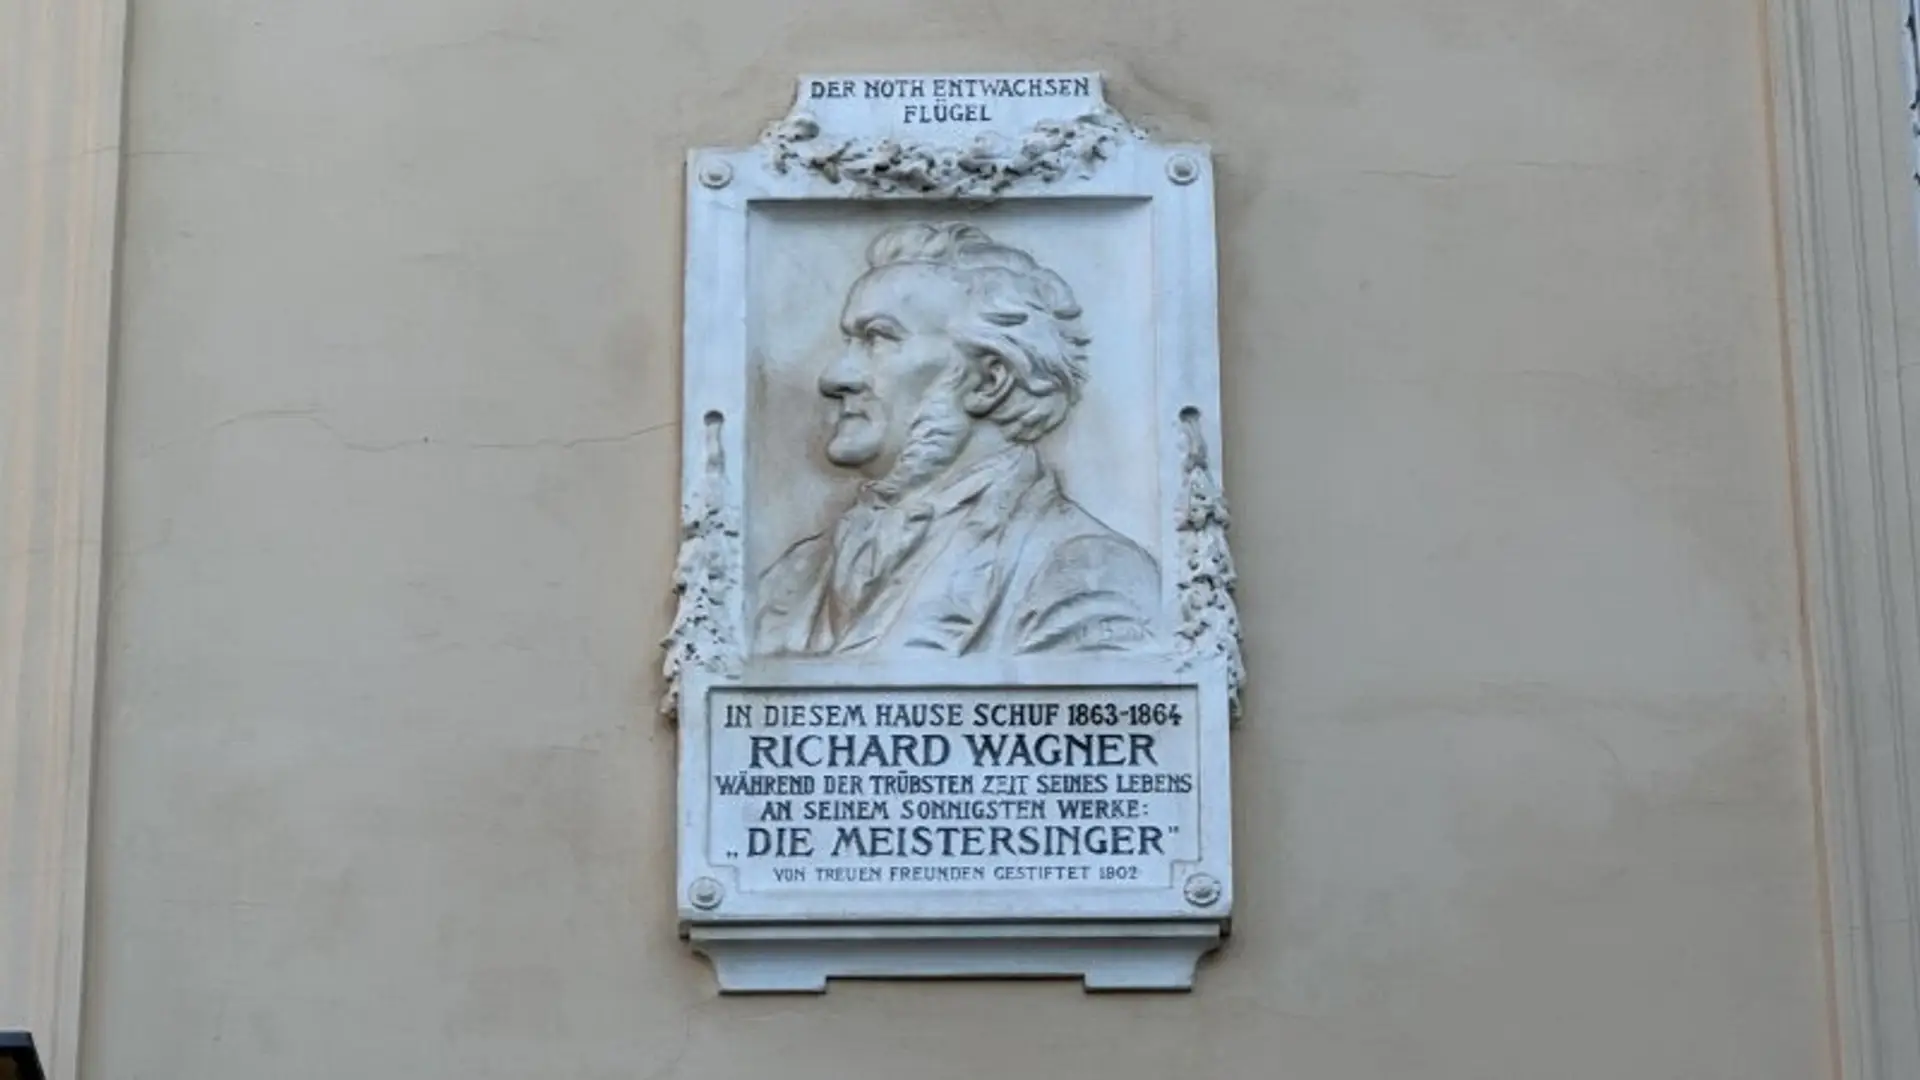 DER NOTH ENTWACHSEN
FLÜGEL
IN DIESEM HAUSE SCHUF 1863-1864
RICHARD WAGNER
WÄHREND DER TRÜBSTEN ZEIT SEINES LEBENS
AN SEINEM SONNIGSTEN WERKE:
„DIE MEISTERSINGER"
VON TREUEN FREUNDEN GESTIFTET 1802